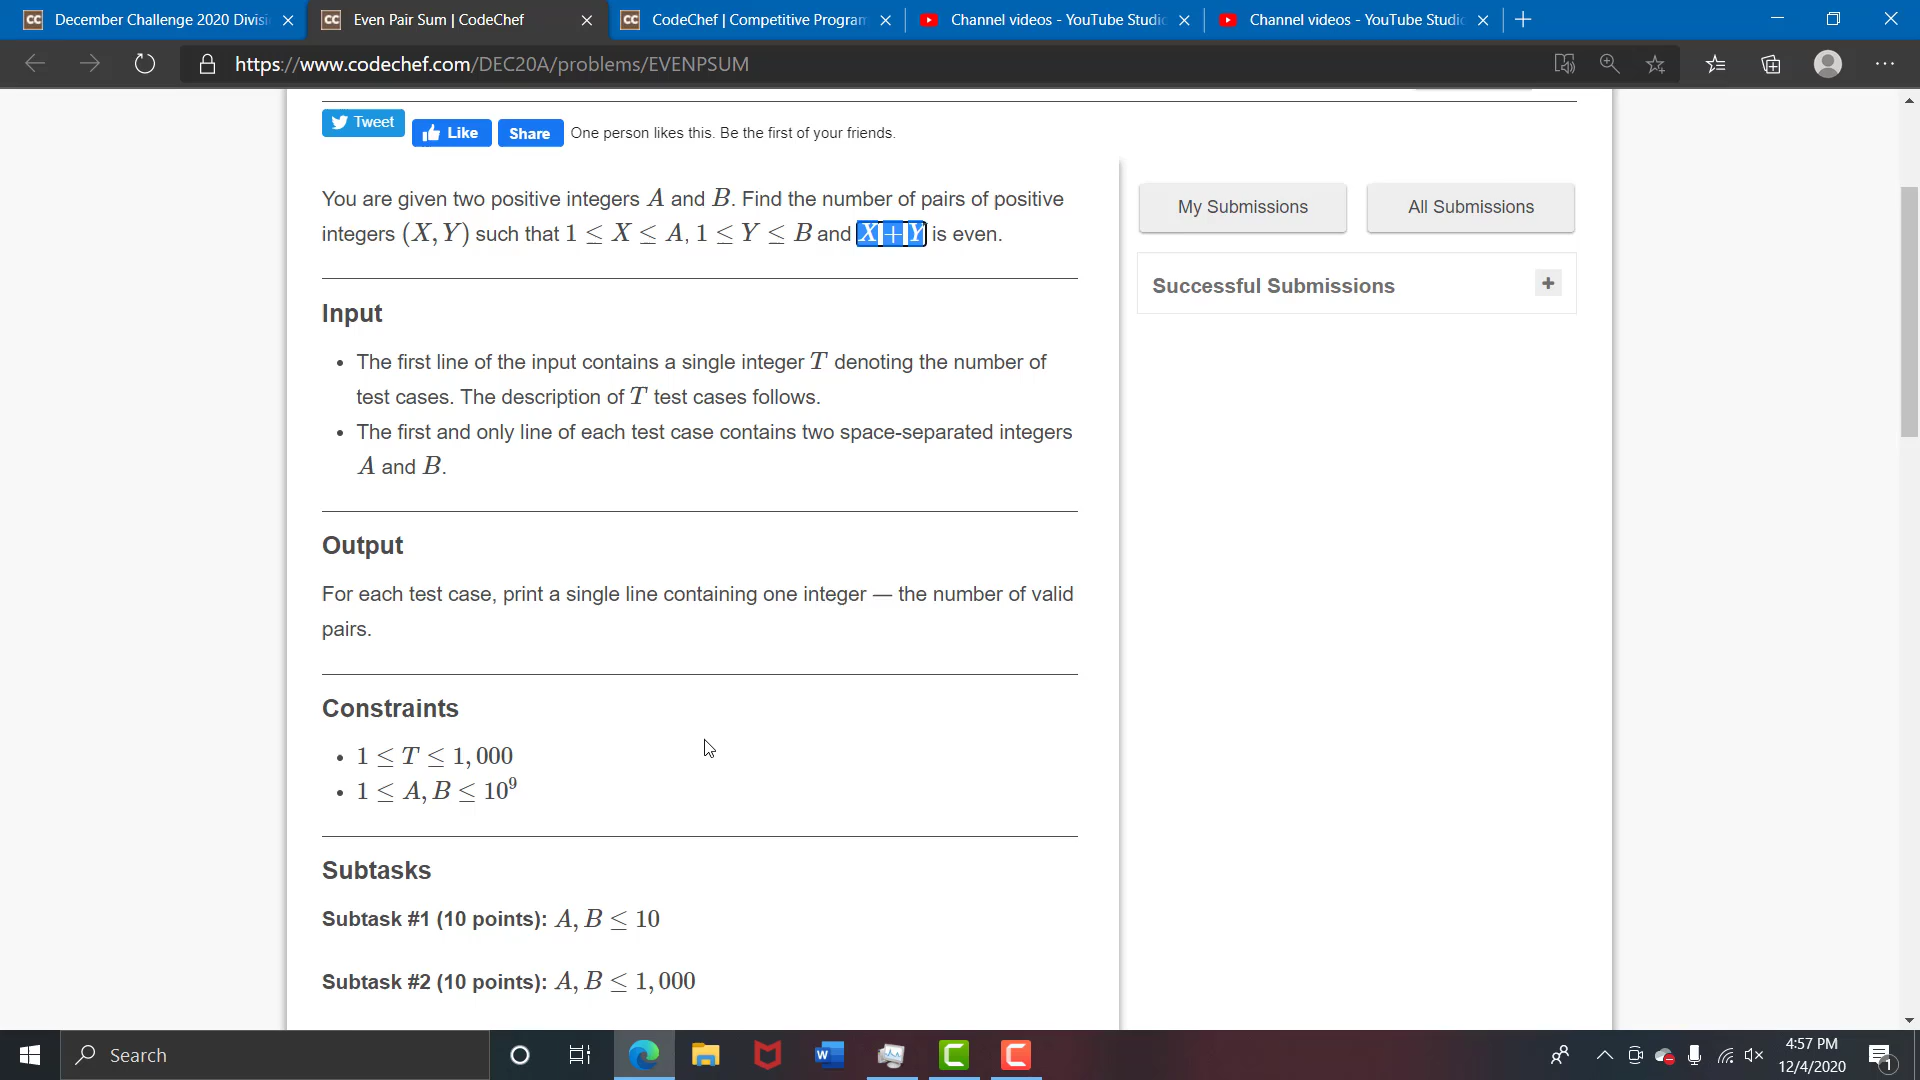 December Challenge 2020 Divisi
Even Pair Sum | CodeChef
CodeChef | Competitive Program
Channel videos - YouTube Studio
Channel videos - YouTube Studio
https://www.codechef.com/DEC20A/problems/EVENPSUM
Tweet
Like
Share
One person likes this. Be the first of your friends.
You are given two positive integers A and B. Find the number of pairs of positive
integers (X, Y) such that 1 ≤ X ≤ A, 1 ≤ Y ≤ B and X + Y is even.
Input
• The first line of the input contains a single integer T denoting the number of
test cases. The description of T test cases follows.
• The first and only line of each test case contains two space-separated integers
A and B.
Output
For each test case, print a single line containing one integer — the number of valid
pairs.
Constraints
• 1 ≤ T ≤ 1,000
• 1 ≤ A, B ≤ 10⁹
Subtasks
Subtask #1 (10 points): A, B ≤ 10
Subtask #2 (10 points): A, B ≤ 1,000
My Submissions
All Submissions
Successful Submissions
+
Search
4:57 PM
12/4/2020
1